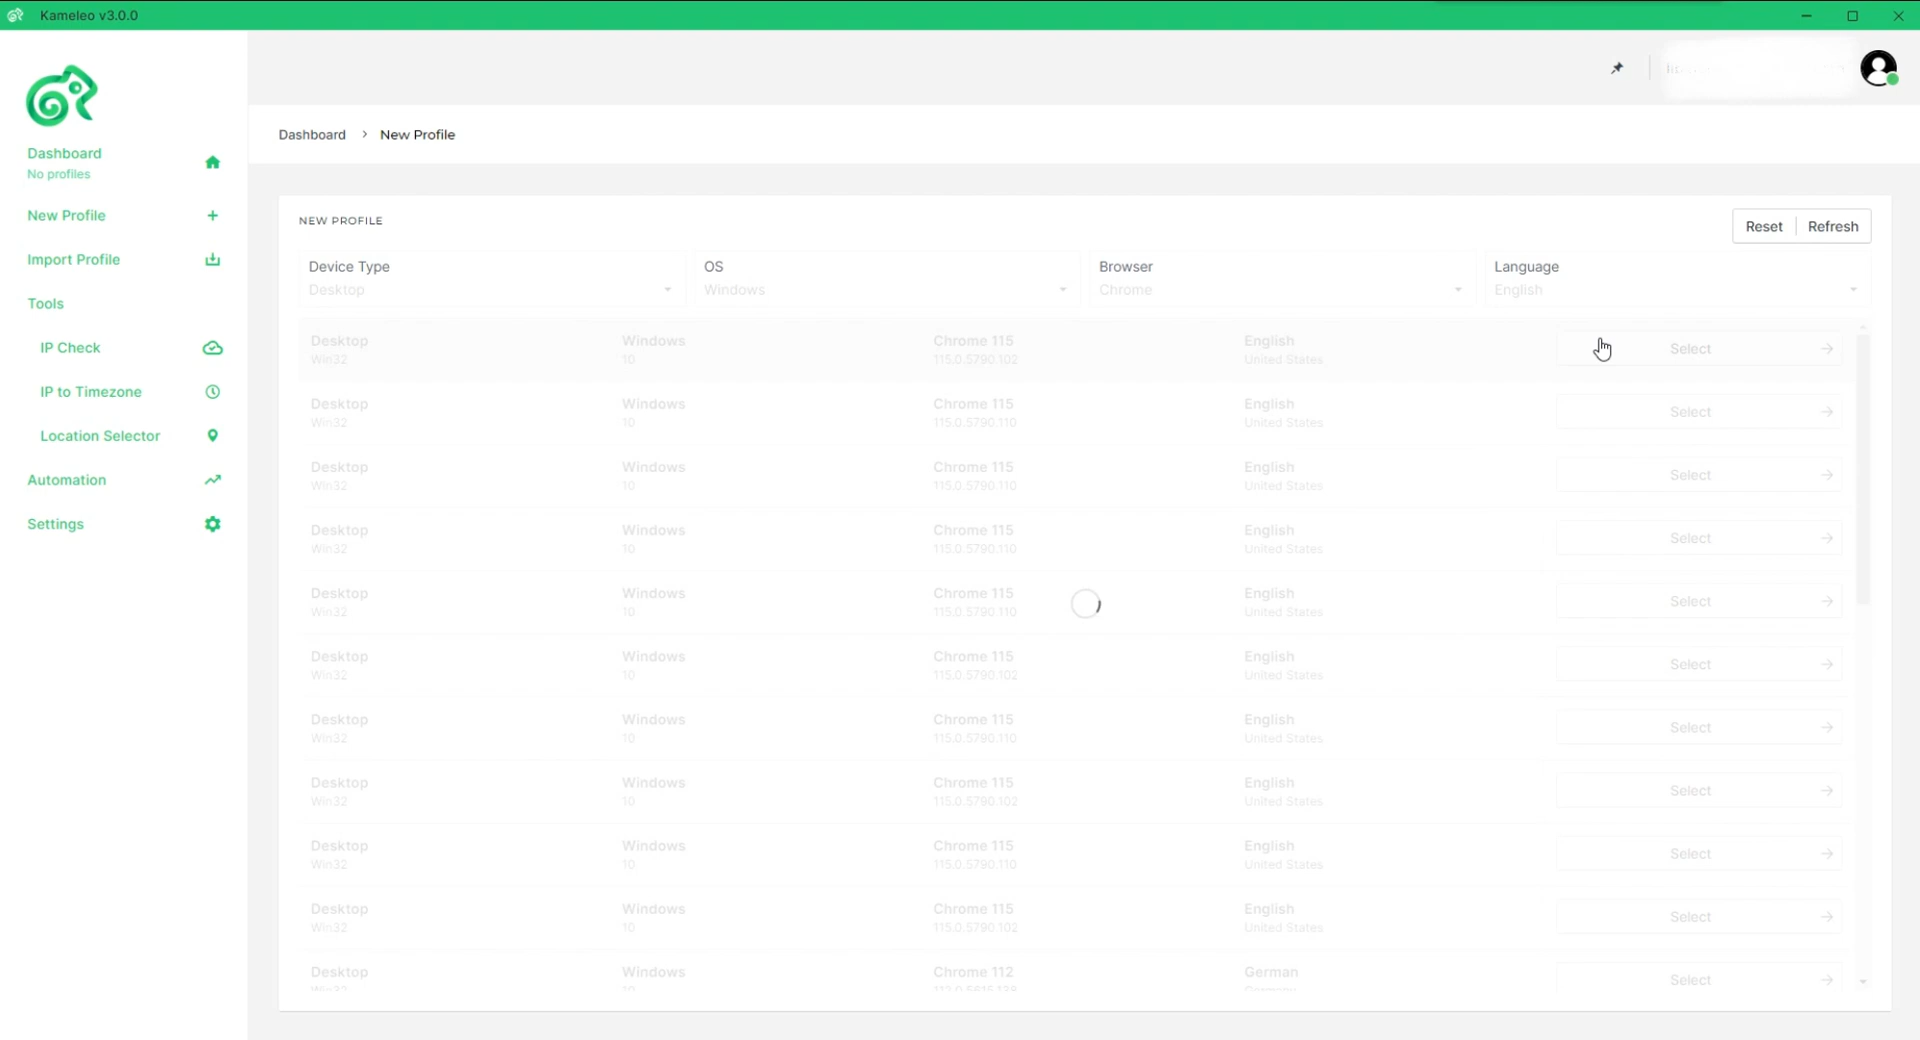 Kameleo v3.0.0
Dashboard
No profiles
New Profile
Import Profile
Tools
IP Check
IP to Timezone
Location Selector
Automation
Settings
Dashboard > New Profile
NEW PROFILE
Reset Refresh
Device Type OS Browser Language
Desktop Windows Chrome English
Desktop Windows Chrome 115 English Select
Win32 10 115.0.5790.102 United States
Desktop Windows Chrome 115 English Select
Win32 10 115.0.5790.110 United States
Desktop Windows Chrome 115 English Select
Win32 10 115.0.5790.110 United States
Desktop Windows Chrome 115 English Select
Win32 10 115.0.5790.110 United States
Desktop Windows Chrome 115 English Select
Win32 10 115.0.5790.110 United States
Desktop Windows Chrome 115 English Select
Win32 10 115.0.5790.102 United States
Desktop Windows Chrome 115 English Select
Win32 10 115.0.5790.110 United States
Desktop Windows Chrome 115 English Select
Win32 10 115.0.5790.102 United States
Desktop Windows Chrome 115 English Select
Win32 10 115.0.5790.110 United States
Desktop Windows Chrome 115 English Select
Win32 10 115.0.5790.102 United States
Desktop Windows Chrome 112 German Select
Win32 10 112.0.5615.138 Germany